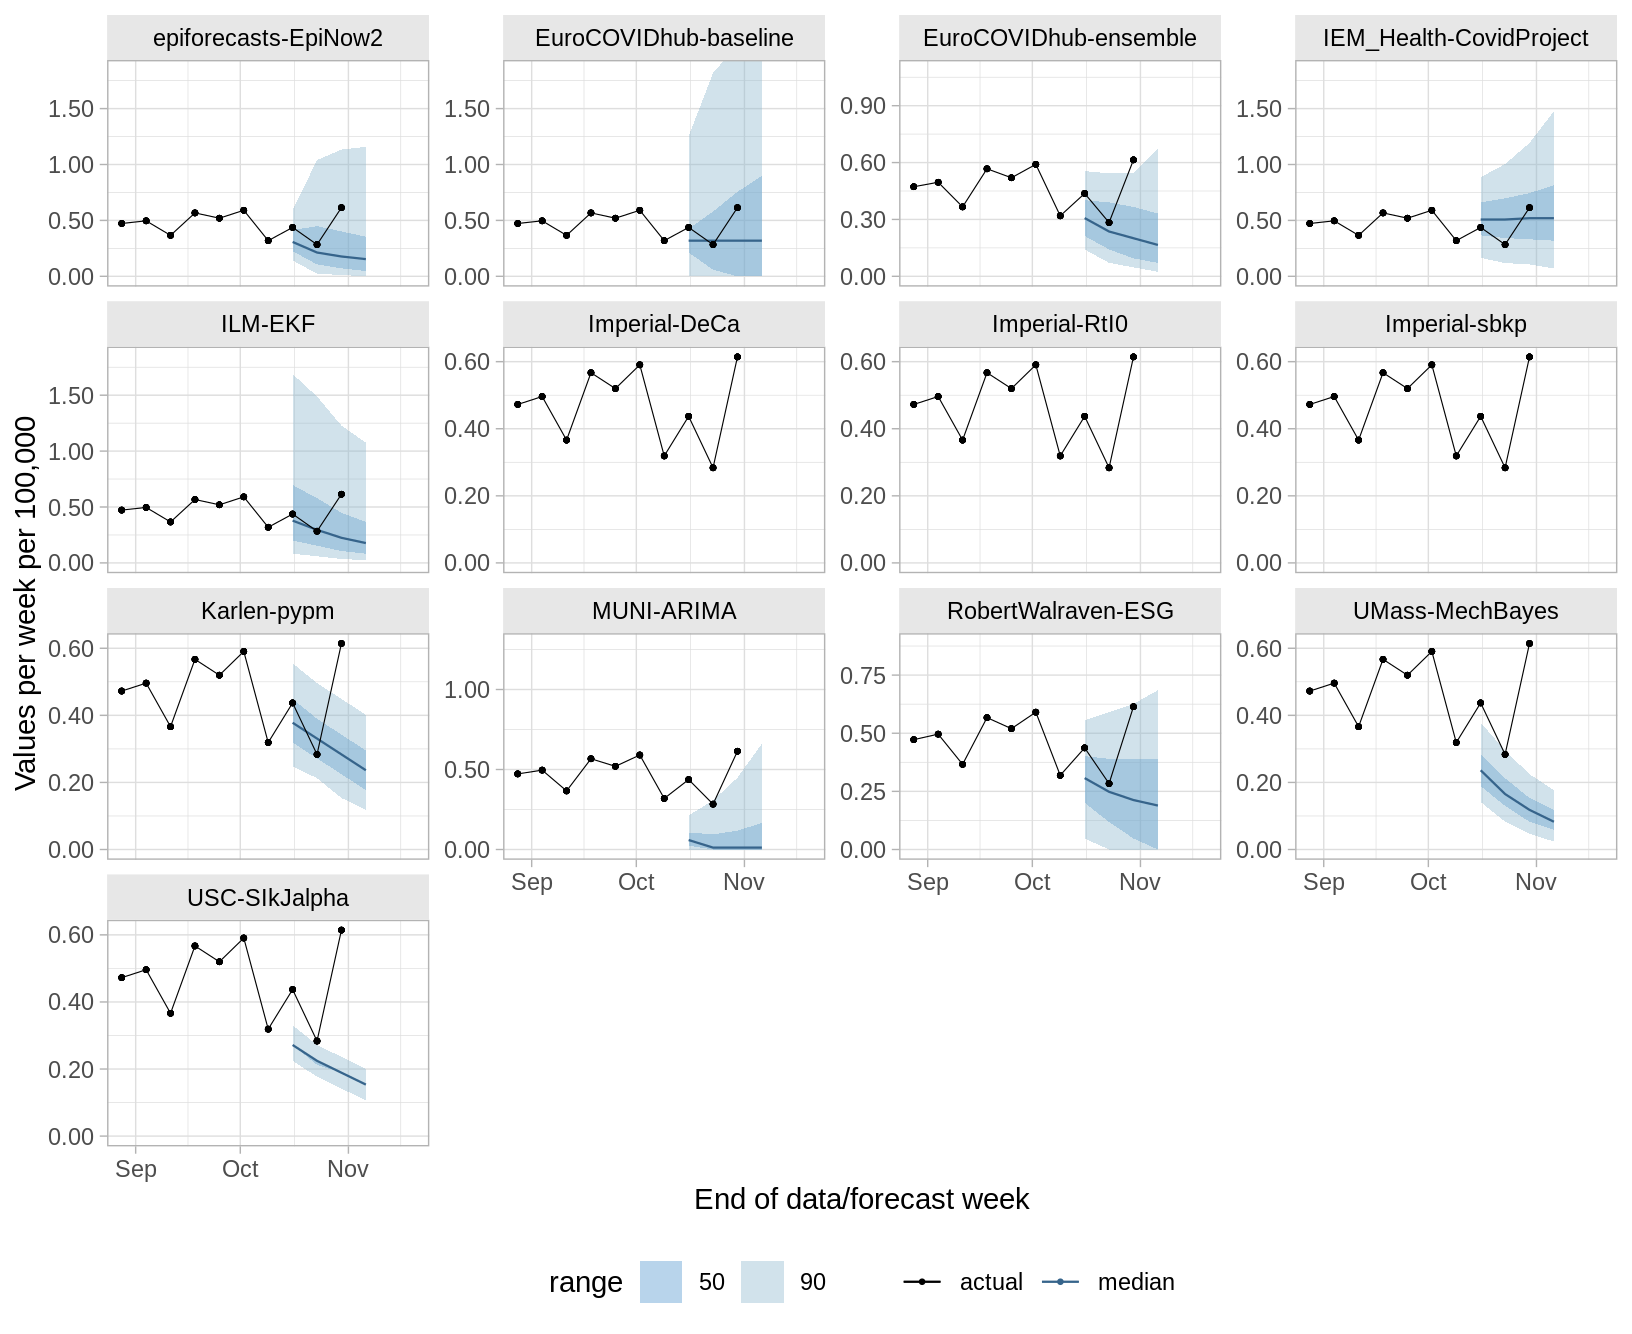 epiforecasts-EpiNow2
EuroCOVIDhub-baseline
EuroCOVIDhub-ensemble
IEM_Health-CovidProject
1.50
1.00
0.50
0.00
1.50
1.00
0.50
0.00
0.90
0.60
0.30
0.00
1.50
1.00
0.50
0.00
ILM-EKF
Imperial-DeCa
Imperial-RtI0
Imperial-sbkp
1.50
1.00
0.50
0.00
0.60
0.40
0.20
0.00
0.60
0.40
0.20
0.00
0.60
0.40
0.20
0.00
Values per week per 100,000
Karlen-pypm
MUNI-ARIMA
RobertWalraven-ESG
UMass-MechBayes
0.60
0.40
0.20
0.00
1.00
0.50
0.00
0.75
0.50
0.25
0.00
0.60
0.40
0.20
0.00
Sep Oct Nov
Sep Oct Nov
Sep Oct Nov
USC-SIkJalpha
0.60
0.40
0.20
0.00
Sep Oct Nov
End of data/forecast week
range 50 90 actual median